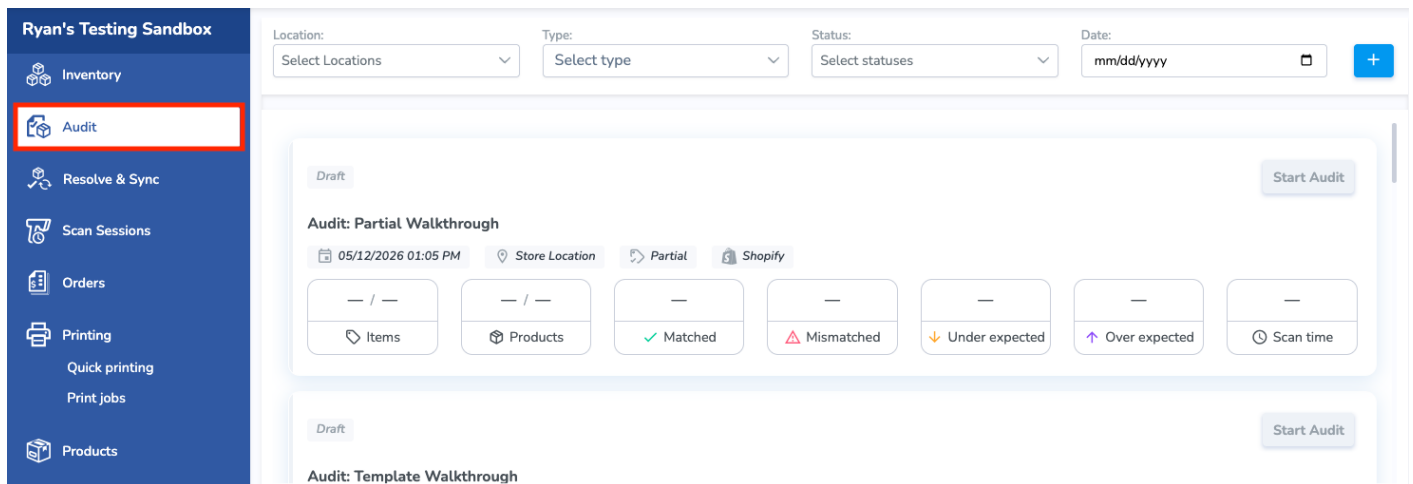 Ryan's Testing Sandbox
Inventory
Audit
Resolve & Sync
Scan Sessions
Orders
Printing
Quick printing
Print jobs
Products
Location:
Select Locations
Type:
Select type
Status:
Select statuses
Date:
mm/dd/yyyy
+
Draft
Start Audit
Audit: Partial Walkthrough
05/12/2026 01:05 PM
Store Location
Partial
Shopify
— / —
Items
— / —
Products
—
Matched
—
Mismatched
—
Under expected
—
Over expected
—
Scan time
Draft
Start Audit
Audit: Template Walkthrough